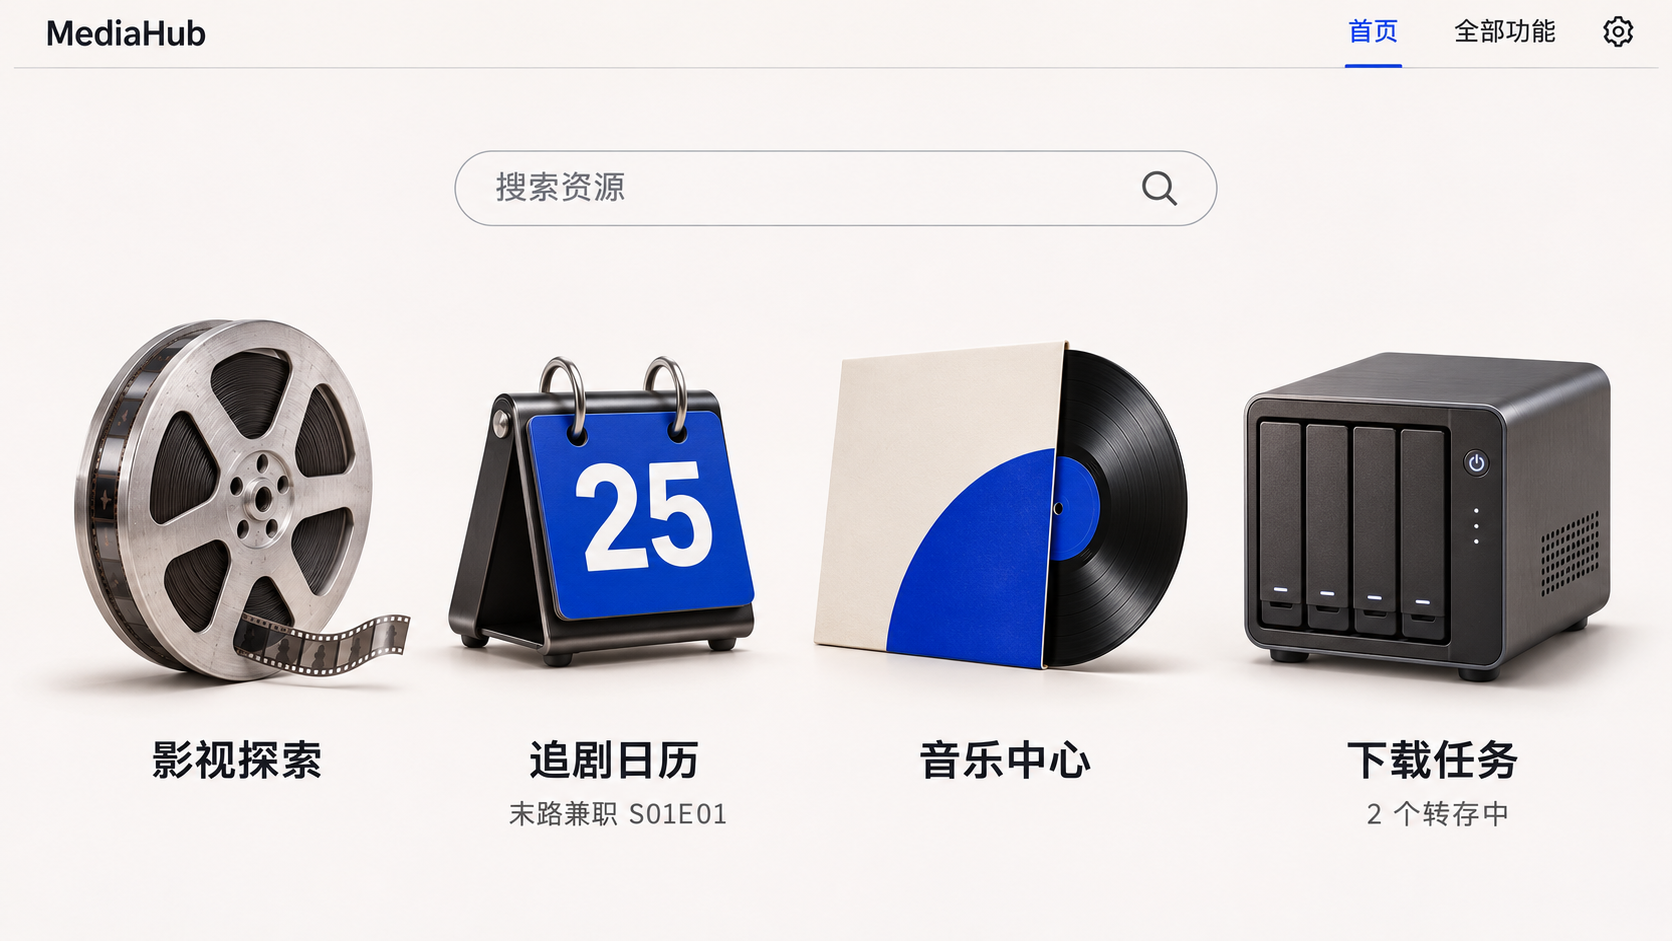 MediaHub
首页
全部功能
搜索资源
25
影视探索
追剧日历
音乐中心
下载任务
末路兼职 S01E01
2 个转存中